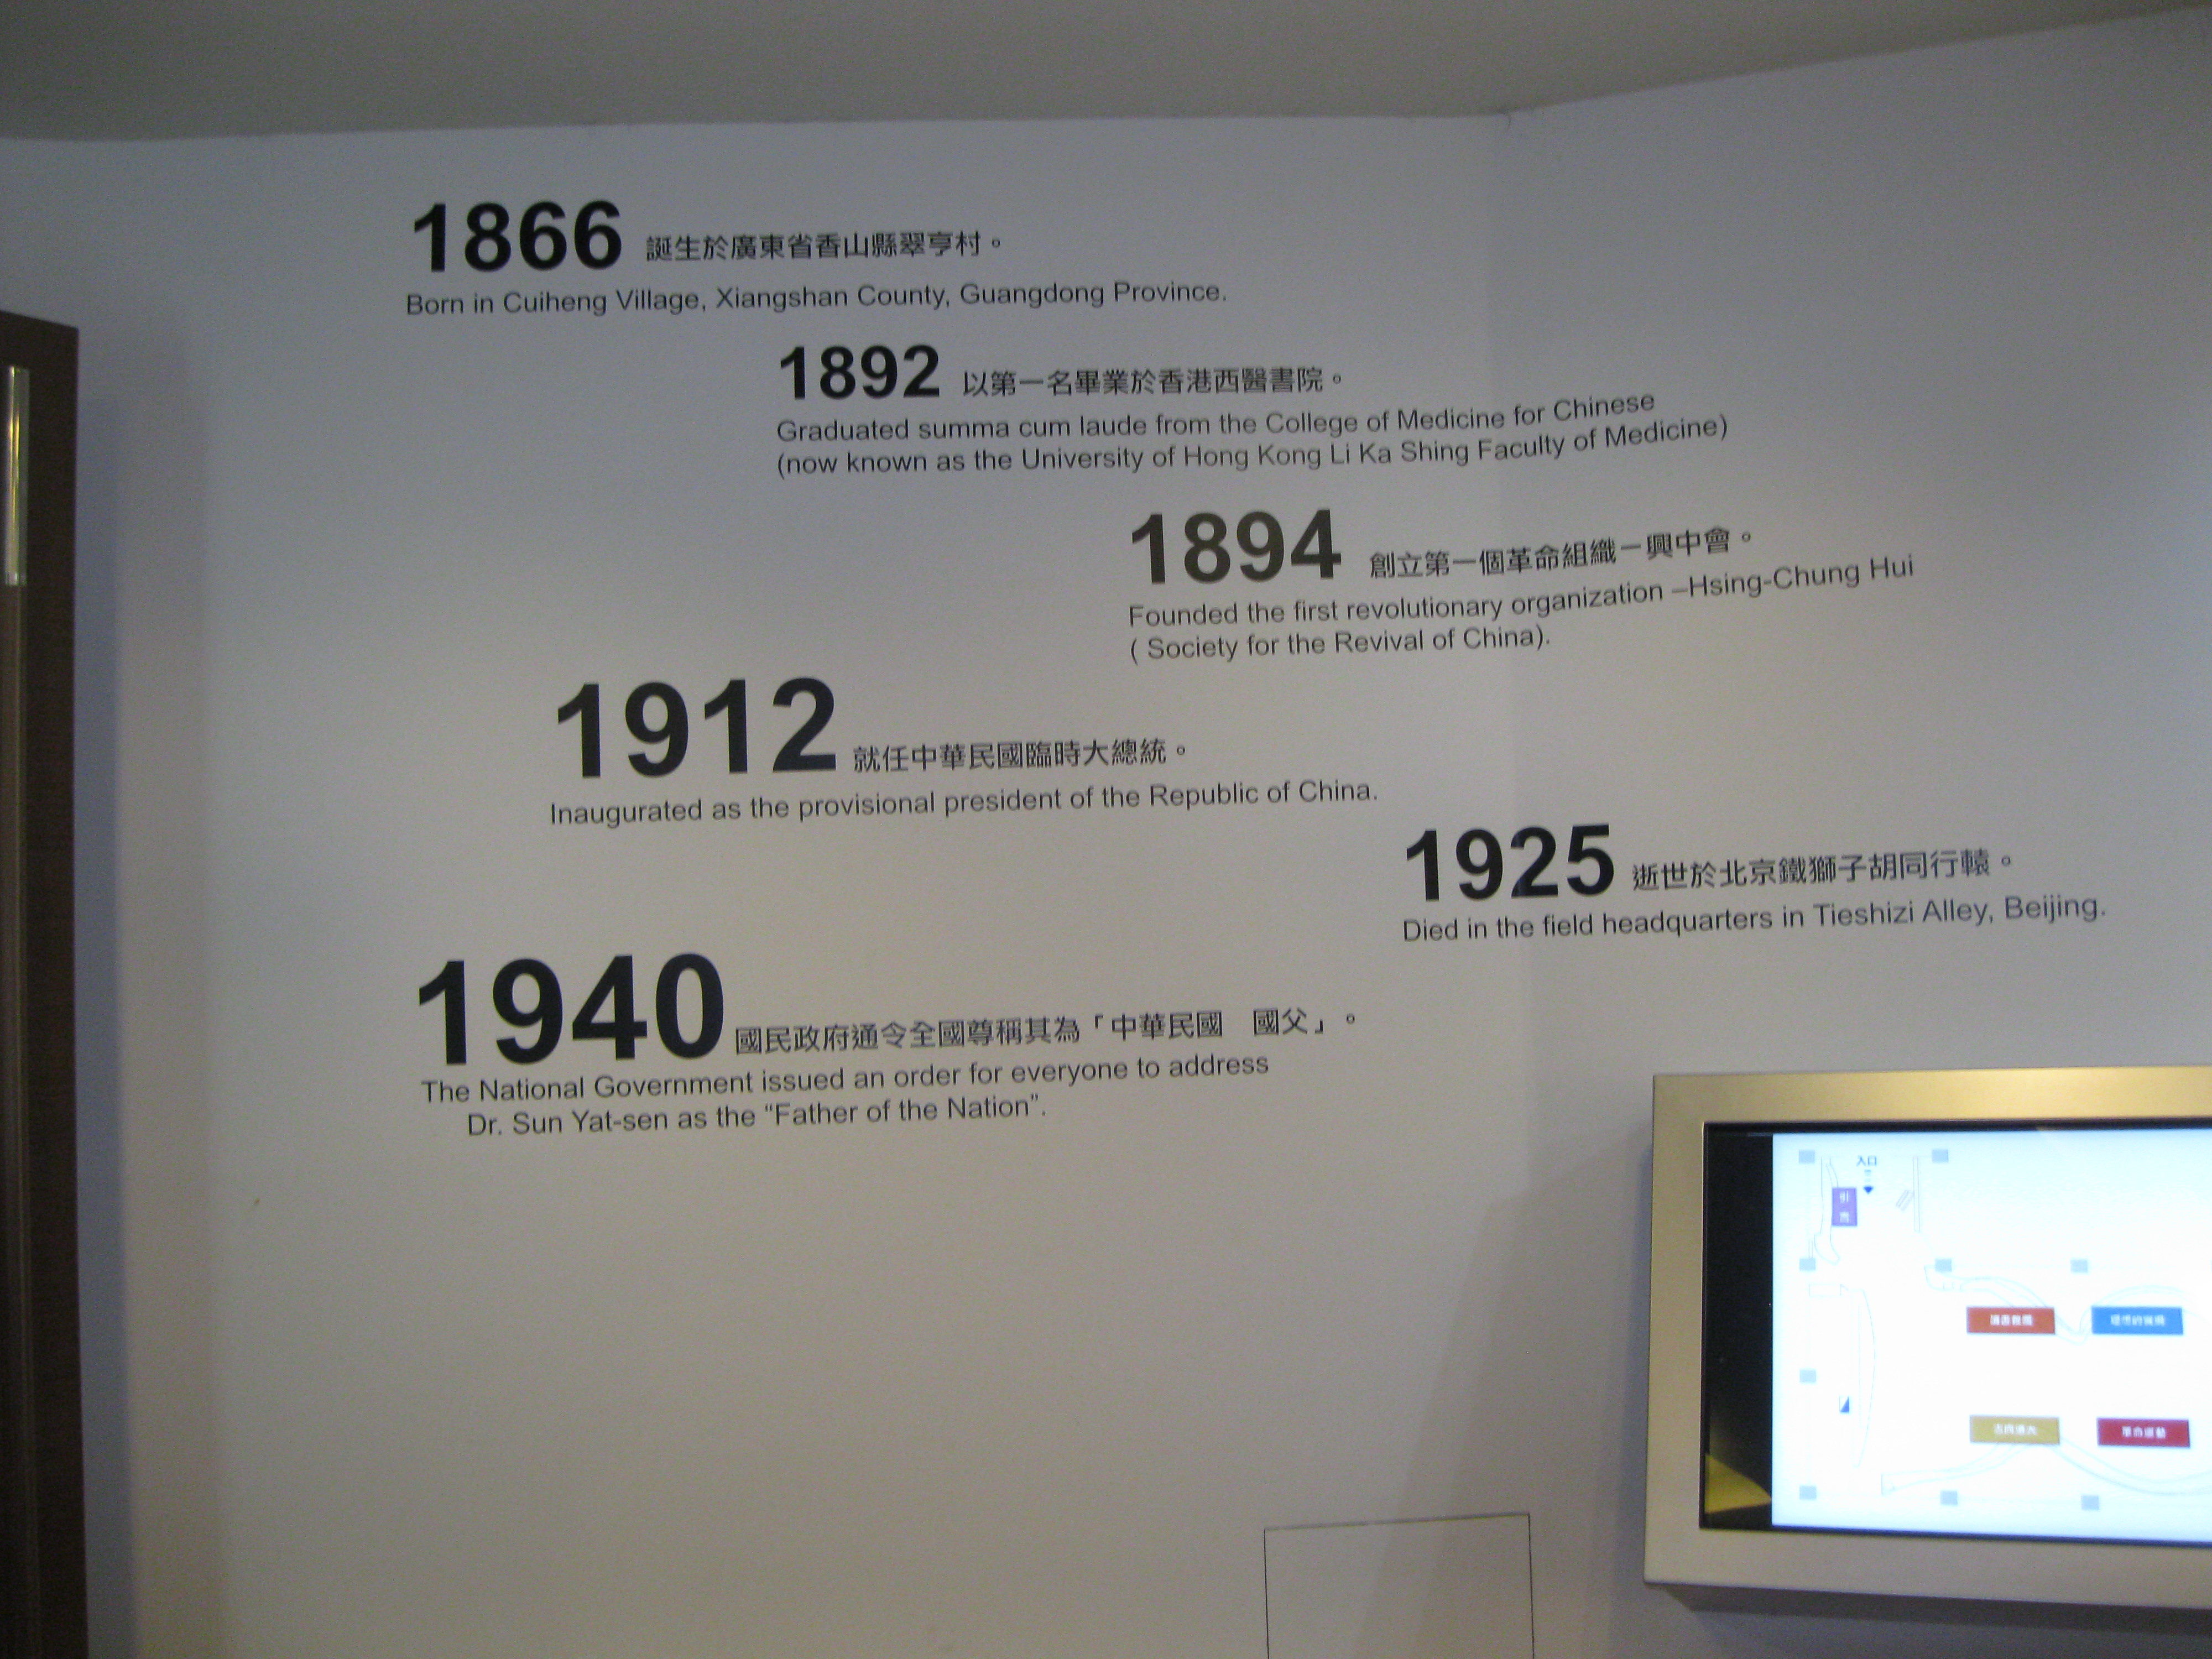 1866 誕生於廣東省香山縣翠亨村。
Born in Cuiheng Village, Xiangshan County, Guangdong Province.
1892 以第一名畢業於香港西醫書院。
Graduated summa cum laude from the College of Medicine for Chinese
(now known as the University of Hong Kong Li Ka Shing Faculty of Medicine)
1894 創立第一個革命組織－興中會。
Founded the first revolutionary organization –Hsing-Chung Hui
( Society for the Revival of China).
1912 就任中華民國臨時大總統。
Inaugurated as the provisional president of the Republic of China.
1925 逝世於北京鐵獅子胡同行轅。
Died in the field headquarters in Tieshizi Alley, Beijing.
1940 國民政府通令全國尊稱其為「中華民國　國父」。
The National Government issued an order for everyone to address
Dr. Sun Yat-sen as the “Father of the Nation”.
入口